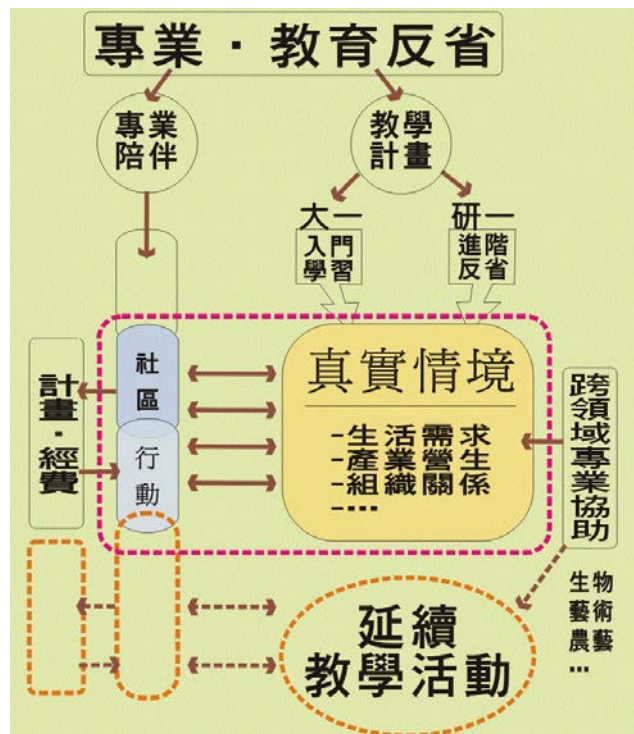 專業．教育反省
專業
陪伴
教學
計畫
大一
入門
學習
研一
進階
反省
計畫．經費
社區
行動
真實情境
-生活需求
-產業營生
-組織關係
-…
跨領域專業協助
生物
藝術
農藝
…
延續
教學活動